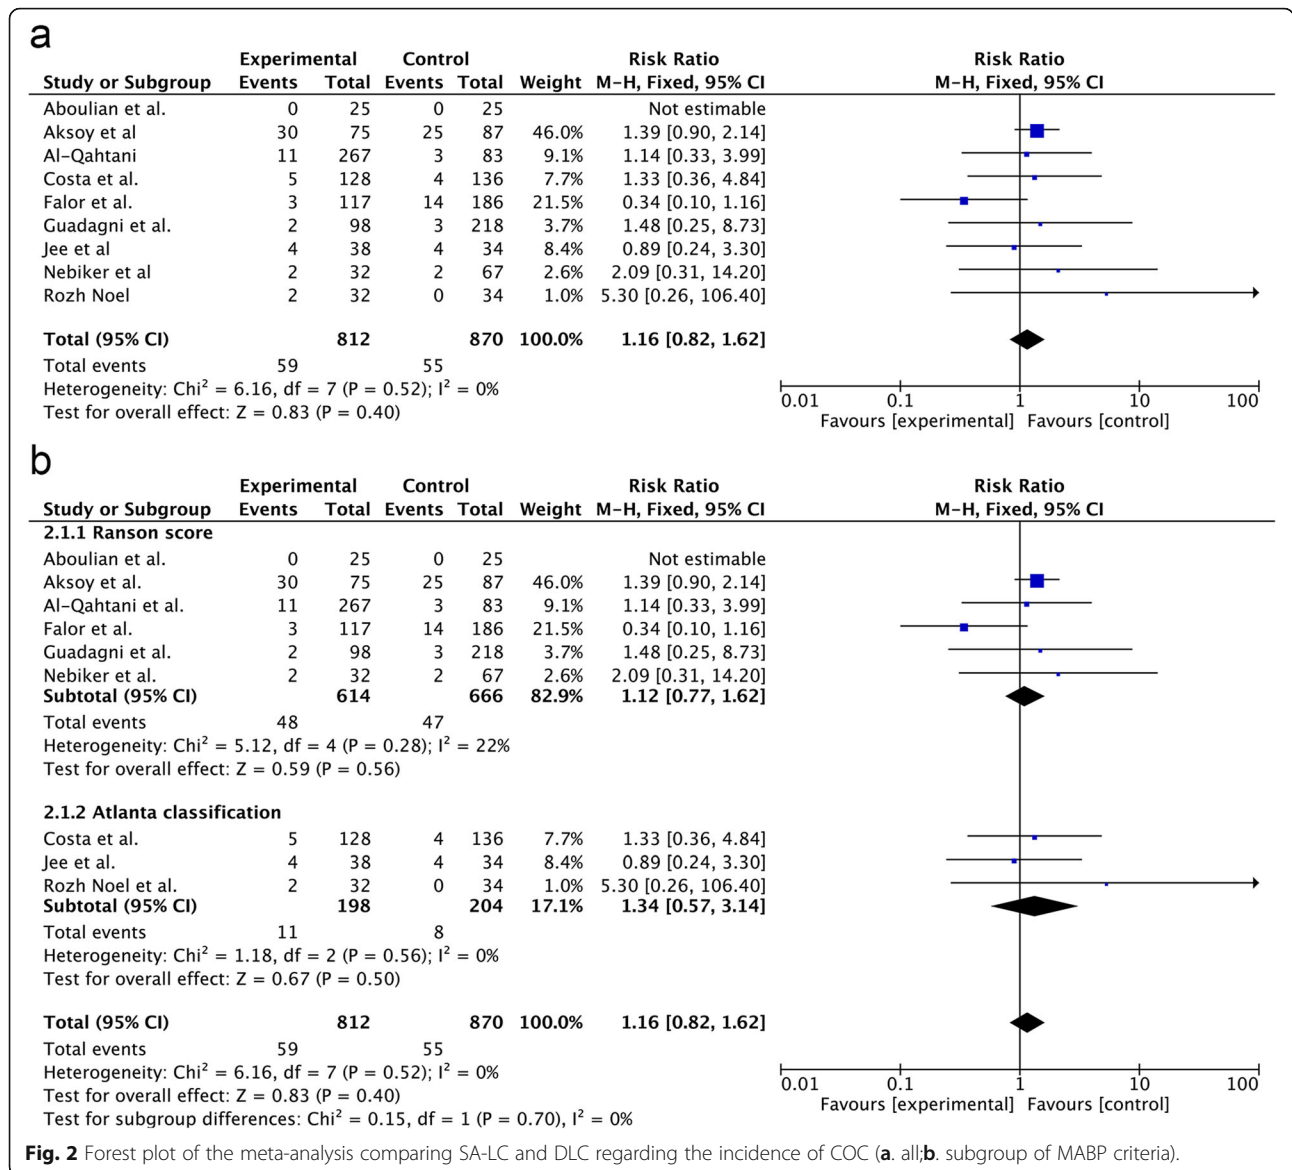 a
Experimental Control Risk Ratio Risk Ratio
Study or Subgroup Events Total Events Total Weight M-H, Fixed, 95% CI M-H, Fixed, 95% CI
Aboulian et al. 0 25 0 25 Not estimable
Aksoy et al 30 75 25 87 46.0% 1.39 [0.90, 2.14]
Al-Qahtani 11 267 3 83 9.1% 1.14 [0.33, 3.99]
Costa et al. 5 128 4 136 7.7% 1.33 [0.36, 4.84]
Falor et al. 3 117 14 186 21.5% 0.34 [0.10, 1.16]
Guadagni et al. 2 98 3 218 3.7% 1.48 [0.25, 8.73]
Jee et al 4 38 4 34 8.4% 0.89 [0.24, 3.30]
Nebiker et al 2 32 2 67 2.6% 2.09 [0.31, 14.20]
Rozh Noel 2 32 0 34 1.0% 5.30 [0.26, 106.40]
Total (95% CI) 812 870 100.0% 1.16 [0.82, 1.62]
Total events 59 55
Heterogeneity: Chi² = 6.16, df = 7 (P = 0.52); I² = 0%
Test for overall effect: Z = 0.83 (P = 0.40)
0.01 0.1 1 10 100
Favours [experimental] Favours [control]
b
Experimental Control Risk Ratio Risk Ratio
Study or Subgroup Events Total Events Total Weight M-H, Fixed, 95% CI M-H, Fixed, 95% CI
2.1.1 Ranson score
Aboulian et al. 0 25 0 25 Not estimable
Aksoy et al. 30 75 25 87 46.0% 1.39 [0.90, 2.14]
Al-Qahtani et al. 11 267 3 83 9.1% 1.14 [0.33, 3.99]
Falor et al. 3 117 14 186 21.5% 0.34 [0.10, 1.16]
Guadagni et al. 2 98 3 218 3.7% 1.48 [0.25, 8.73]
Nebiker et al. 2 32 2 67 2.6% 2.09 [0.31, 14.20]
Subtotal (95% CI) 614 666 82.9% 1.12 [0.77, 1.62]
Total events 48 47
Heterogeneity: Chi² = 5.12, df = 4 (P = 0.28); I² = 22%
Test for overall effect: Z = 0.59 (P = 0.56)
2.1.2 Atlanta classification
Costa et al. 5 128 4 136 7.7% 1.33 [0.36, 4.84]
Jee et al. 4 38 4 34 8.4% 0.89 [0.24, 3.30]
Rozh Noel et al. 2 32 0 34 1.0% 5.30 [0.26, 106.40]
Subtotal (95% CI) 198 204 17.1% 1.34 [0.57, 3.14]
Total events 11 8
Heterogeneity: Chi² = 1.18, df = 2 (P = 0.56); I² = 0%
Test for overall effect: Z = 0.67 (P = 0.50)
Total (95% CI) 812 870 100.0% 1.16 [0.82, 1.62]
Total events 59 55
Heterogeneity: Chi² = 6.16, df = 7 (P = 0.52); I² = 0%
Test for overall effect: Z = 0.83 (P = 0.40)
Test for subgroup differences: Chi² = 0.15, df = 1 (P = 0.70), I² = 0%
0.01 0.1 1 10 100
Favours [experimental] Favours [control]
Fig. 2 Forest plot of the meta-analysis comparing SA-LC and DLC regarding the incidence of COC (a. all;b. subgroup of MABP criteria).